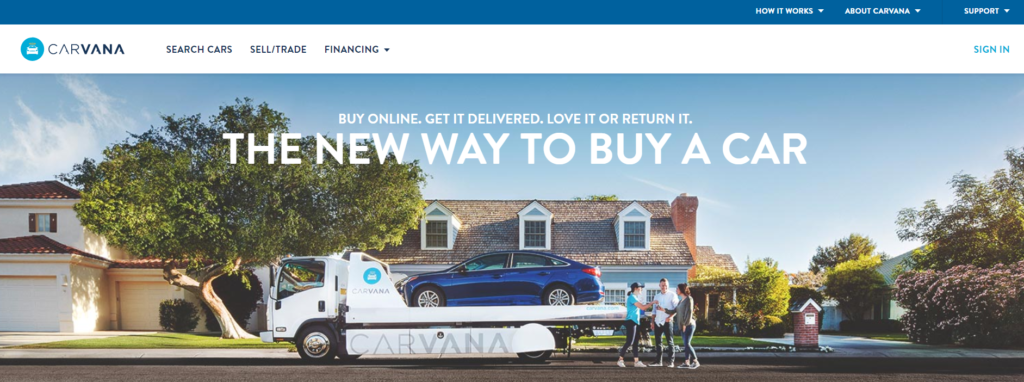 HOW IT WORKS
ABOUT CARVANA
SUPPORT
CARVANA
SEARCH CARS
SELL/TRADE
FINANCING
SIGN IN
BUY ONLINE. GET IT DELIVERED. LOVE IT OR RETURN IT.
THE NEW WAY TO BUY A CAR
CARVANA
CARVANA